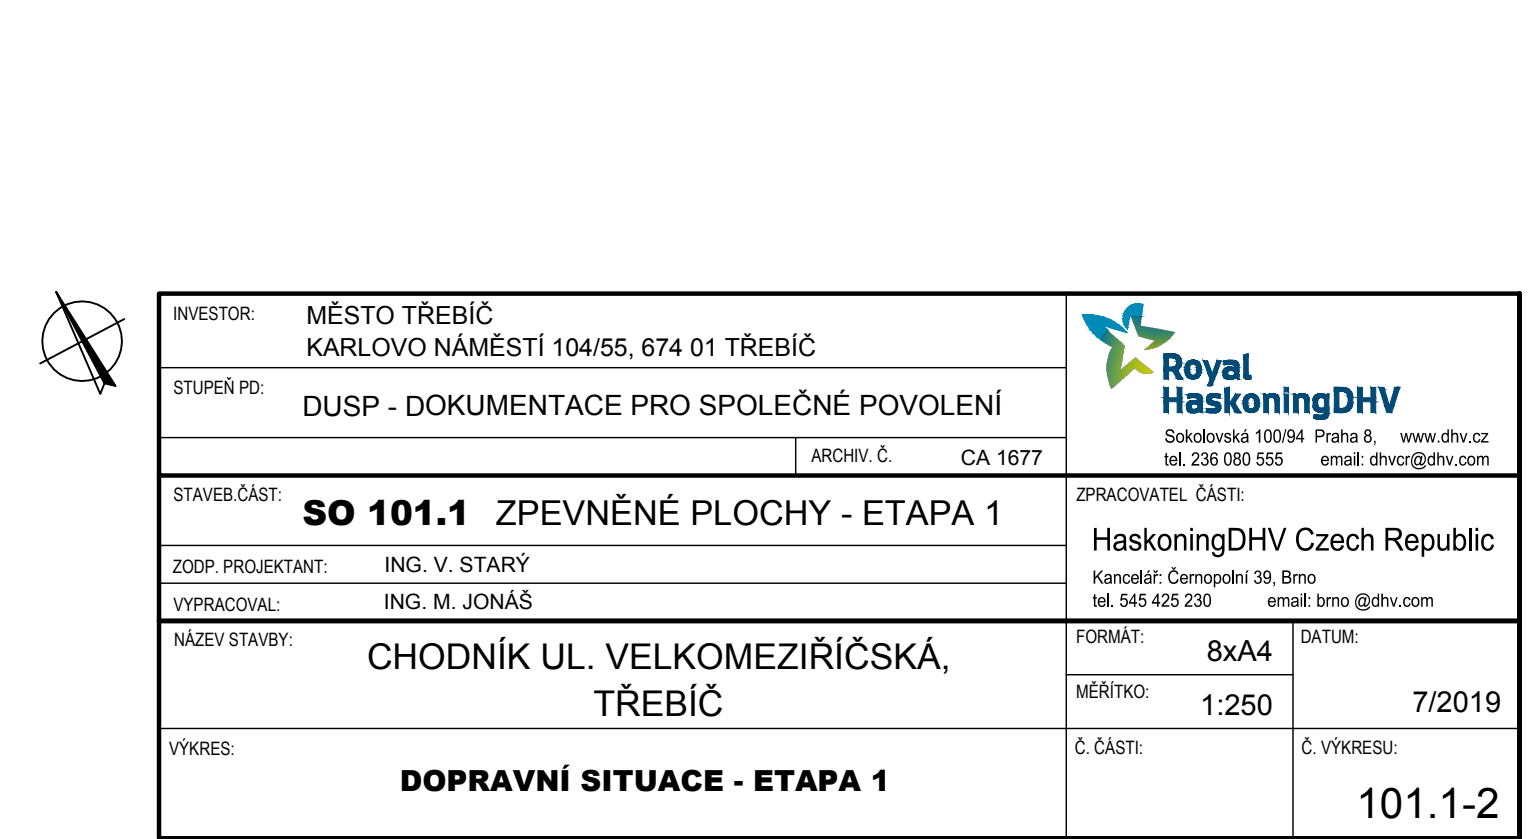 INVESTOR: MĚSTO TŘEBÍČ
KARLOVO NÁMĚSTÍ 104/55, 674 01 TŘEBÍČ
STUPEŇ PD: DUSP - DOKUMENTACE PRO SPOLEČNÉ POVOLENÍ
ARCHIV. Č. CA 1677
Royal
HaskoningDHV
Sokolovská 100/94 Praha 8, www.dhv.cz
tel. 236 080 555 email: dhvcr@dhv.com
STAVEB.ČÁST: SO 101.1 ZPEVNĚNÉ PLOCHY - ETAPA 1
ZODP. PROJEKTANT: ING. V. STARÝ
VYPRACOVAL: ING. M. JONÁŠ
ZPRACOVATEL ČÁSTI:
HaskoningDHV Czech Republic
Kancelář: Černopolní 39, Brno
tel. 545 425 230 email: brno @dhv.com
NÁZEV STAVBY: CHODNÍK UL. VELKOMEZIŘÍČSKÁ,
TŘEBÍČ
FORMÁT: 8xA4
MĚŘÍTKO: 1:250
DATUM:
7/2019
VÝKRES:
DOPRAVNÍ SITUACE - ETAPA 1
Č. ČÁSTI:
Č. VÝKRESU:
101.1-2